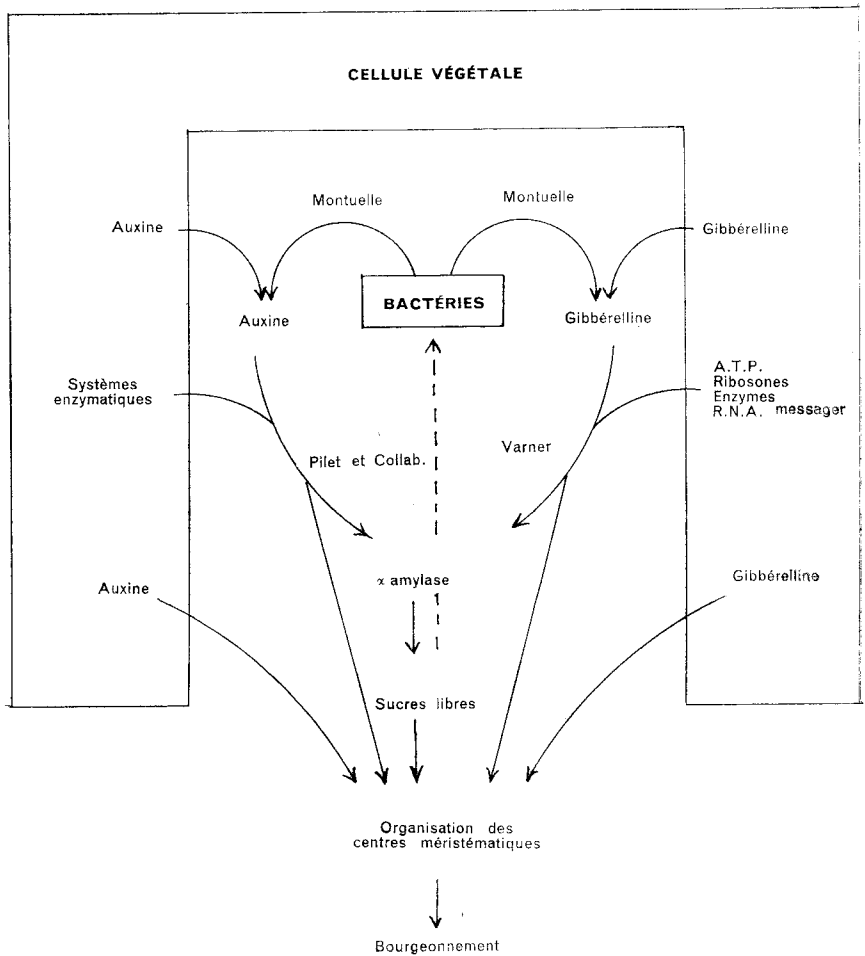 CELLULE VÉGÉTALE
Montuelle
Montuelle
Auxine
Gibbérelline
BACTÉRIES
Auxine
Gibbérelline
Systèmes
enzymatiques
A.T.P.
Ribosones
Enzymes
R.N.A. messager
Pilet et Collab.
Varner
α amylase
Auxine
Gibbérelline
Sucres libres
Organisation des
centres méristématiques
Bourgeonnement